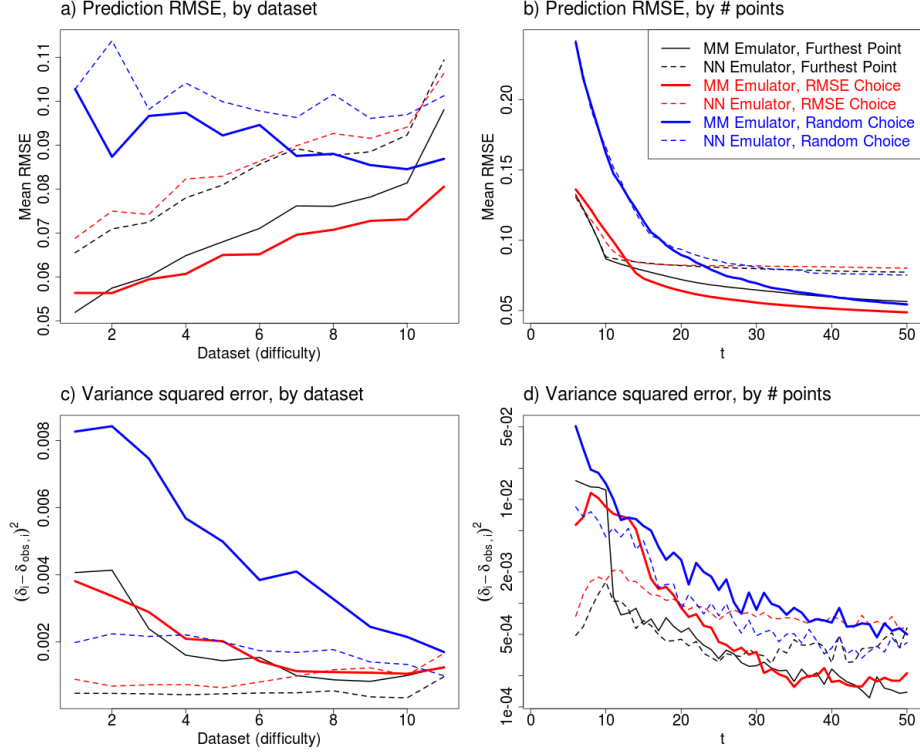 a) Prediction RMSE, by dataset
Mean RMSE
0.05 0.06 0.07 0.08 0.09 0.10 0.11
2 4 6 8 10
Dataset (difficulty)
b) Prediction RMSE, by # points
Mean RMSE
0.05 0.10 0.15 0.20
0 10 20 30 40 50
t
MM Emulator, Furthest Point
NN Emulator, Furthest Point
MM Emulator, RMSE Choice
NN Emulator, RMSE Choice
MM Emulator, Random Choice
NN Emulator, Random Choice
c) Variance squared error, by dataset
(δi − δobs, i)²
0.002 0.004 0.006 0.008
2 4 6 8 10
Dataset (difficulty)
d) Variance squared error, by # points
(δi − δobs, i)²
1e-04 5e-04 2e-03 1e-02 5e-02
0 10 20 30 40 50
t